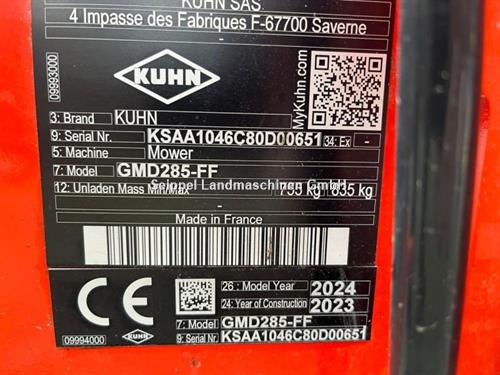 KUHN SAS
4 Impasse des Fabriques F-67700 Saverne
09993000
KUHN
MyKuhn.com
3: Brand KUHN
9: Serial Nr. KSAA1046C80D00651 34: Ex -
5: Machine Mower
7: Model GMD285-FF
12: Unladen Mass Min/Max 755 kg 835 kg
Seippel Landmaschinen GmbH
Made in France
CE
26 : Model Year 2024
24: Year of Construction 2023
7: Model GMD285-FF
09994000 KUHN 9: Serial Nr. KSAA1046C80D00651